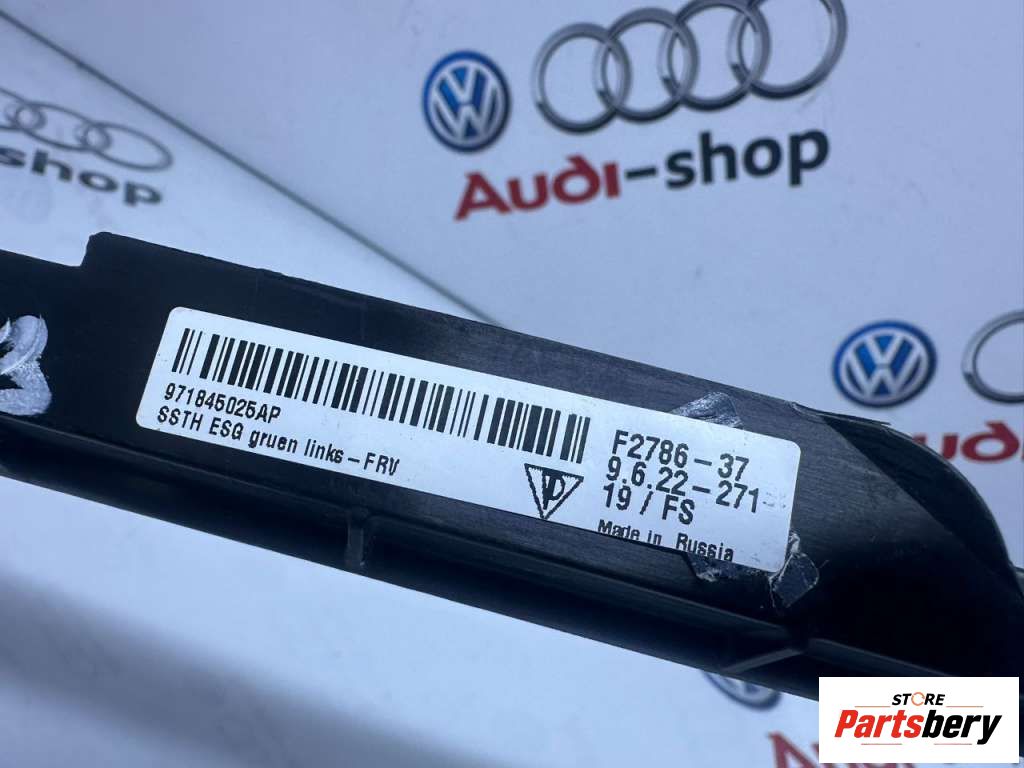 Audi-shop
shop
971845025AP
SSTH ESG gruen links-FRV
F2786-37
9.6.22-271
19 / FS
Made in Russia
STORE
Partsbery